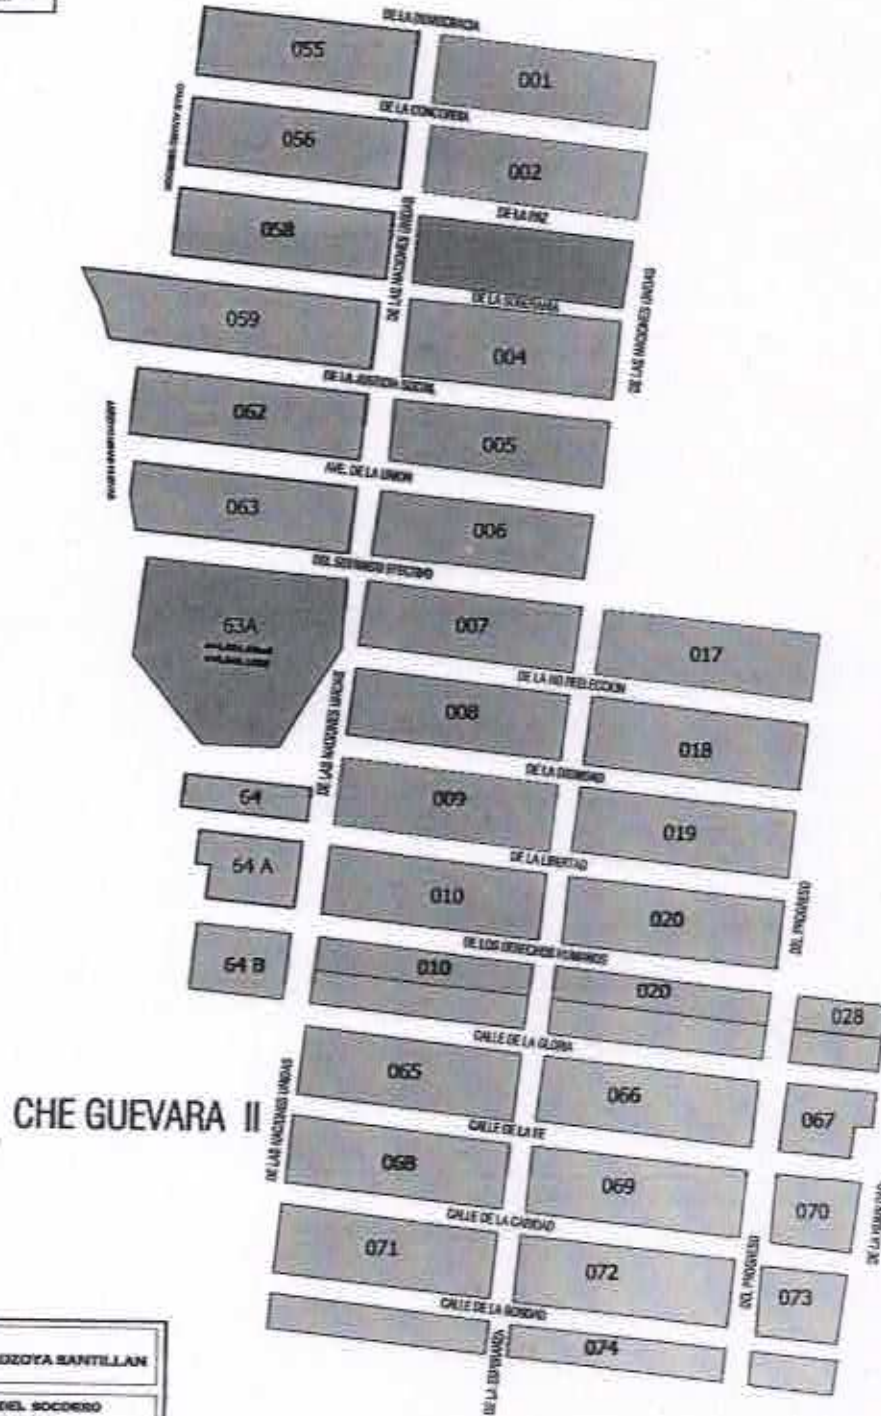 DE LA DEMOCRACIA
055
001
DE LA CONCORDIA
056
002
DE LA PAZ
058
DE LAS NACIONES UNIDAS
DE LA SOBERANIA
DE LAS NACIONES UNIDAS
059
004
DE LA JUSTICIA SOCIAL
062
005
AVE. DE LA UNION
063
006
DEL SUFRAGIO EFECTIVO
63A
007
017
DE LA NO REELECCION
008
018
DE LAS NACIONES UNIDAS
DE LA DIGNIDAD
64
009
019
DE LA LIBERTAD
64 A
010
020
DEL PROGRESO
DE LOS DERECHOS HUMANOS
64 B
010
020
028
CALLE DE LA GLORIA
065
066
067
DE LAS NACIONES UNIDAS
CHE GUEVARA II
CALLE DE LA FE
068
069
070
CALLE DE LA CARIDAD
071
072
073
DEL PROGRESO
CALLE DE LA BONDAD
074
DE LA ESPERANZA
OZOYA SANTILLAN
DEL SOCORRO